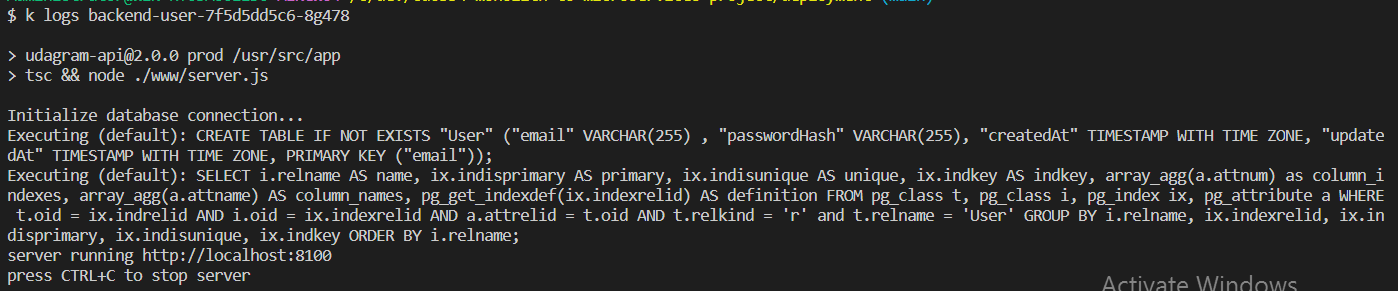 $ k logs backend-user-7f5d5dd5c6-8g478
> udagram-api@2.0.0 prod /usr/src/app
> tsc && node ./www/server.js
Initialize database connection...
Executing (default): CREATE TABLE IF NOT EXISTS "User" ("email" VARCHAR(255) , "passwordHash" VARCHAR(255), "createdAt" TIMESTAMP WITH TIME ZONE, "update
dAt" TIMESTAMP WITH TIME ZONE, PRIMARY KEY ("email"));
Executing (default): SELECT i.relname AS name, ix.indisprimary AS primary, ix.indisunique AS unique, ix.indkey AS indkey, array_agg(a.attnum) as column_i
ndexes, array_agg(a.attname) AS column_names, pg_get_indexdef(ix.indexrelid) AS definition FROM pg_class t, pg_class i, pg_index ix, pg_attribute a WHERE
t.oid = ix.indrelid AND i.oid = ix.indexrelid AND a.attrelid = t.oid AND t.relkind = 'r' and t.relname = 'User' GROUP BY i.relname, ix.indexrelid, ix.in
disprimary, ix.indisunique, ix.indkey ORDER BY i.relname;
server running http://localhost:8100
press CTRL+C to stop server
Activate Windows